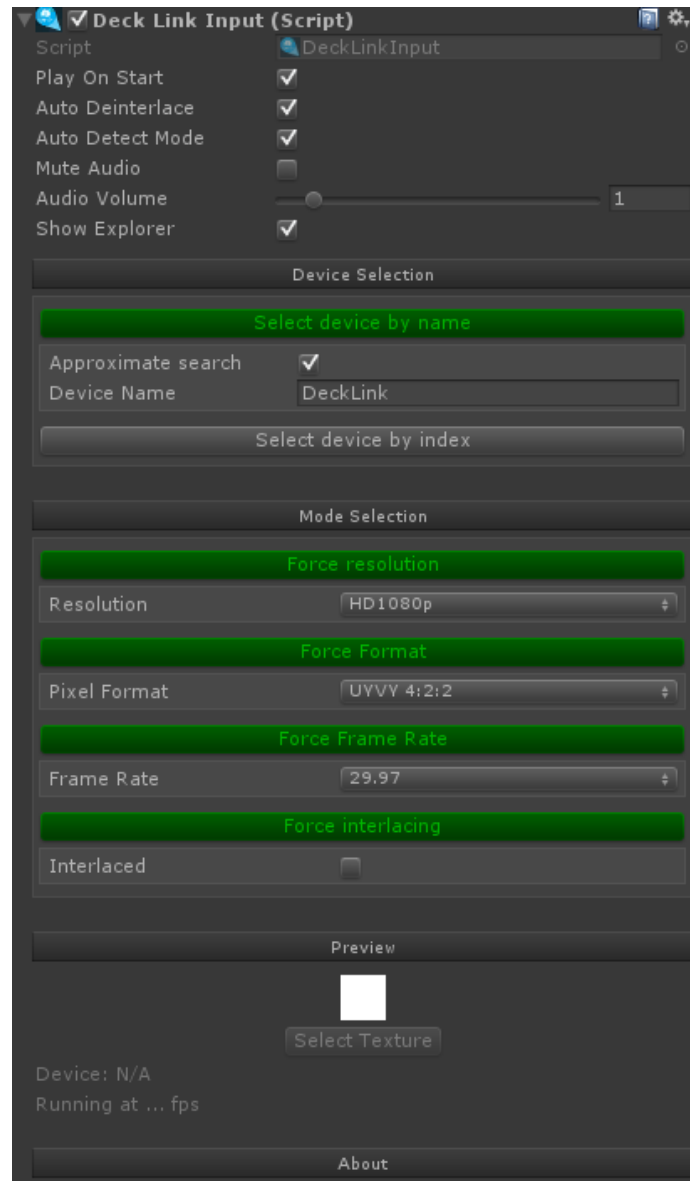 Deck Link Input (Script)
Script DeckLinkInput
Play On Start
Auto Deinterlace
Auto Detect Mode
Mute Audio
Audio Volume 1
Show Explorer
Device Selection
Select device by name
Approximate search
Device Name DeckLink
Select device by index
Mode Selection
Force resolution
Resolution HD1080p
Force Format
Pixel Format UYVY 4:2:2
Force Frame Rate
Frame Rate 29.97
Force interlacing
Interlaced
Preview
Select Texture
Device: N/A
Running at ... fps
About